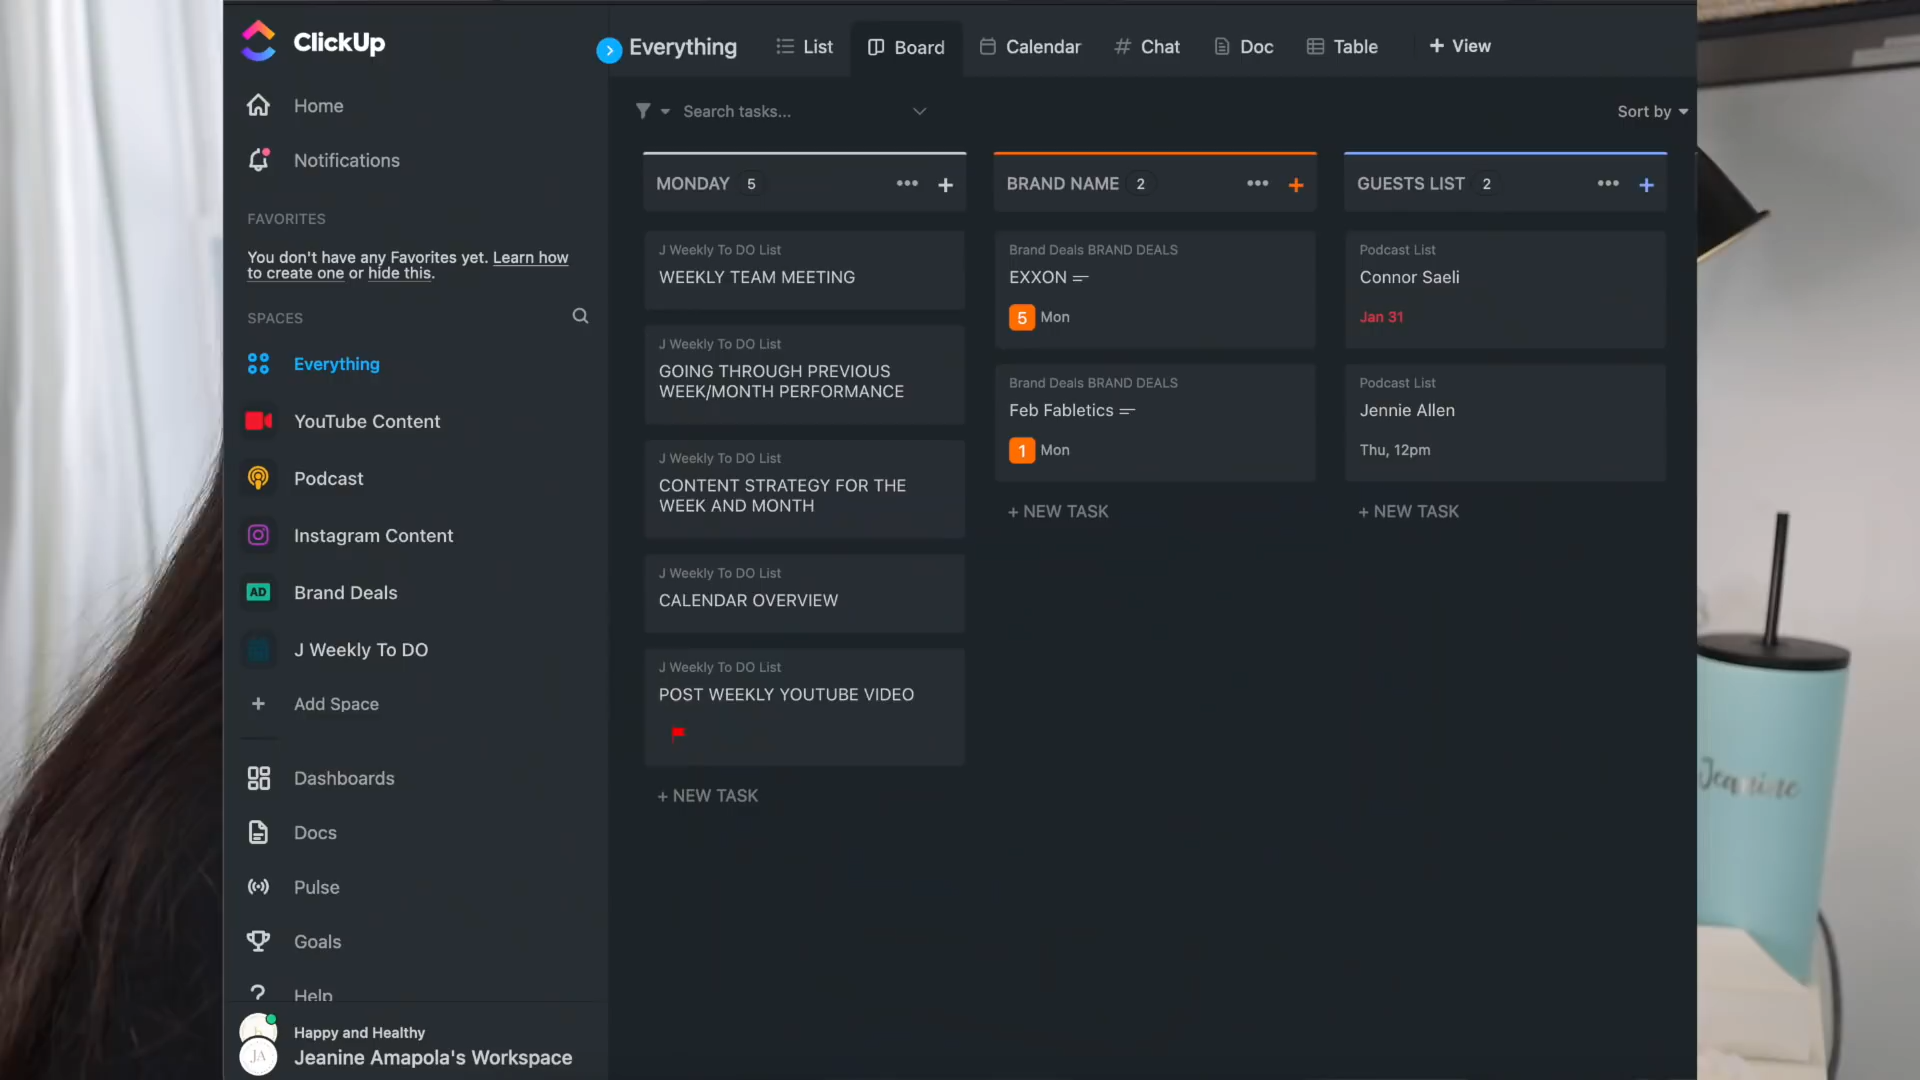 ClickUp
Home
Notifications
FAVORITES
You don't have any Favorites yet. Learn how
to create one or hide this.
SPACES
Everything
YouTube Content
Podcast
Instagram Content
AD
Brand Deals
J Weekly To DO
+ Add Space
Dashboards
Docs
Pulse
Goals
? Help
Happy and Healthy
JA
Jeanine Amapola's Workspace
Everything
List
Board
Calendar
# Chat
Doc
Table
+ View
Search tasks...
Sort by
MONDAY 5
J Weekly To DO List
WEEKLY TEAM MEETING
J Weekly To DO List
GOING THROUGH PREVIOUS
WEEK/MONTH PERFORMANCE
J Weekly To DO List
CONTENT STRATEGY FOR THE
WEEK AND MONTH
J Weekly To DO List
CALENDAR OVERVIEW
J Weekly To DO List
POST WEEKLY YOUTUBE VIDEO
+ NEW TASK
BRAND NAME 2
Brand Deals BRAND DEALS
EXXON
5 Mon
Brand Deals BRAND DEALS
Feb Fabletics
1 Mon
+ NEW TASK
GUESTS LIST 2
Podcast List
Connor Saeli
Jan 31
Podcast List
Jennie Allen
Thu, 12pm
+ NEW TASK
Jeanine